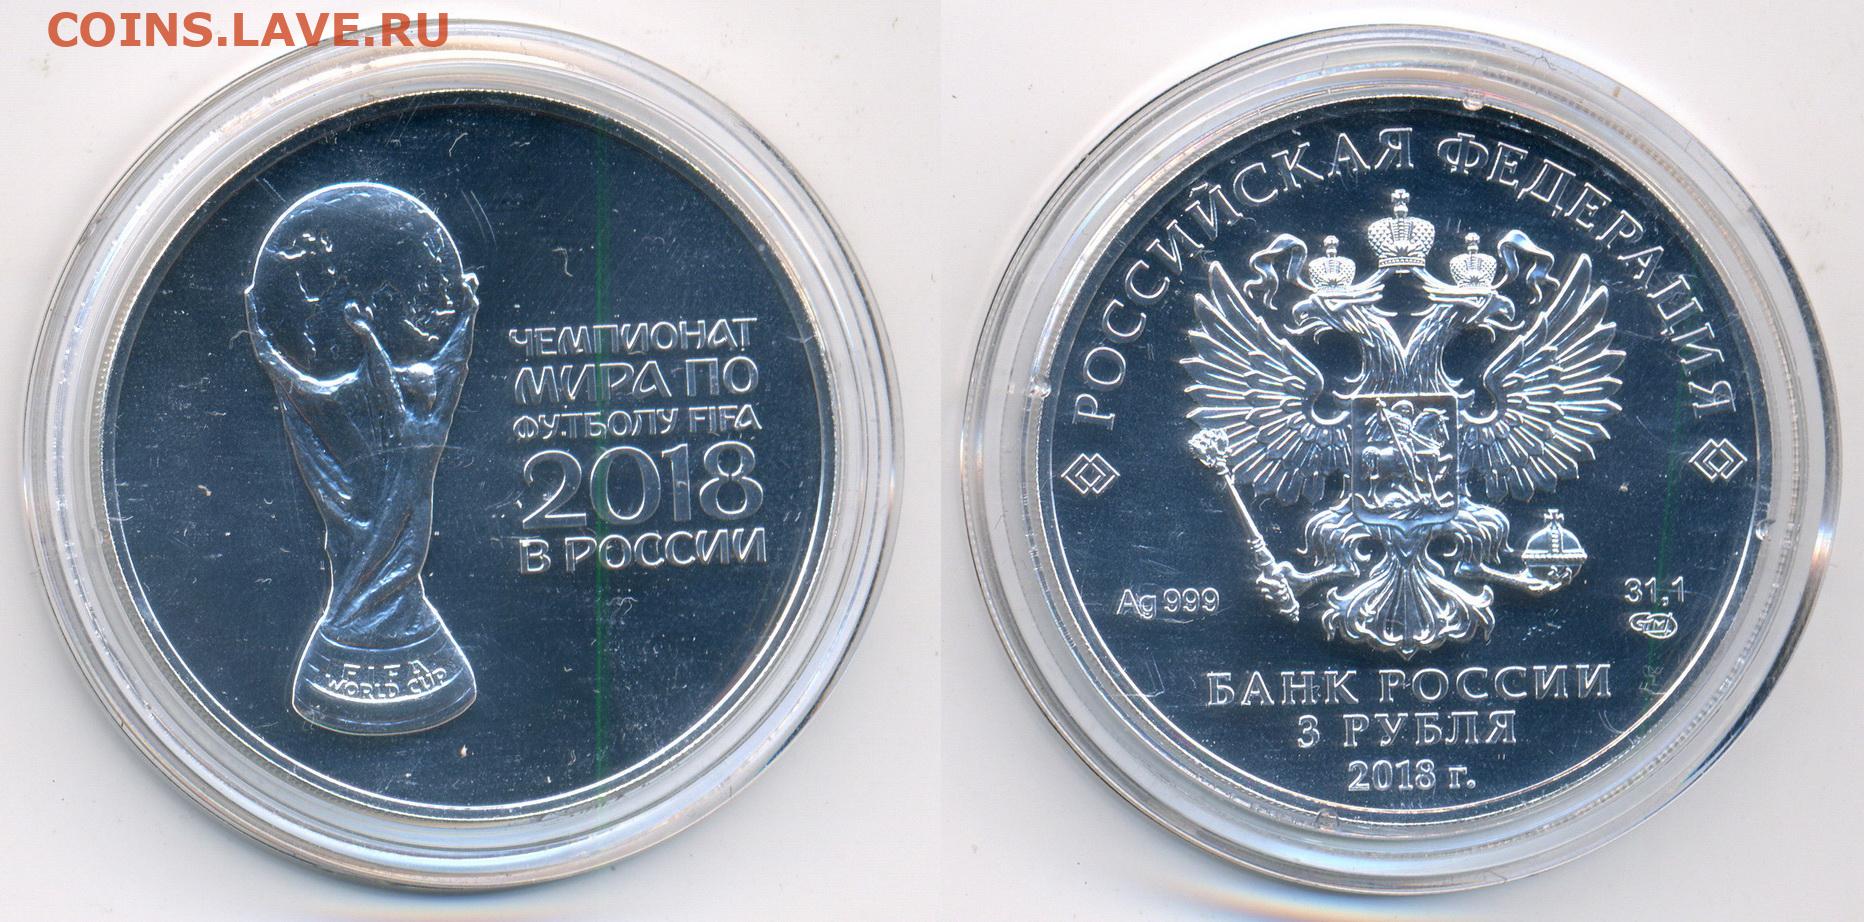 COINS.LAVE.RU
ЧЕМПИОНАТ
МИРА ПО
ФУТБОЛУ FIFA
2018
В РОССИИ
FIFA
WORLD CUP
РОССИЙСКАЯ ФЕДЕРАЦИЯ
Ag 999
31,1
БАНК РОССИИ
3 РУБЛЯ
2018 г.